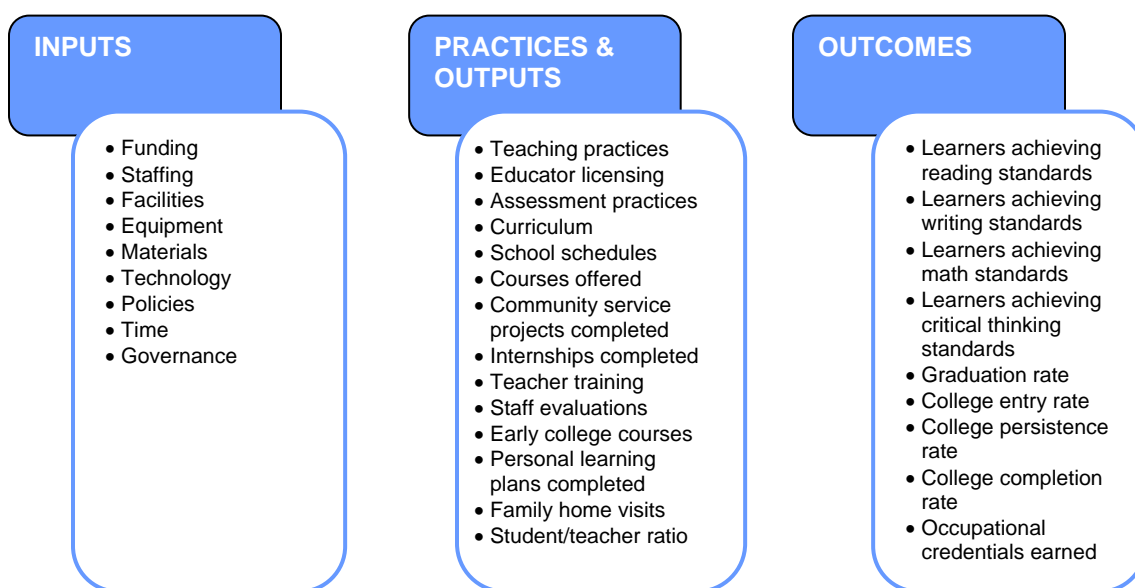 INPUTS
• Funding
• Staffing
• Facilities
• Equipment
• Materials
• Technology
• Policies
• Time
• Governance
PRACTICES &
OUTPUTS
• Teaching practices
• Educator licensing
• Assessment practices
• Curriculum
• School schedules
• Courses offered
• Community service
projects completed
• Internships completed
• Teacher training
• Staff evaluations
• Early college courses
• Personal learning
plans completed
• Family home visits
• Student/teacher ratio
OUTCOMES
• Learners achieving
reading standards
• Learners achieving
writing standards
• Learners achieving
math standards
• Learners achieving
critical thinking
standards
• Graduation rate
• College entry rate
• College persistence
rate
• College completion
rate
• Occupational
credentials earned